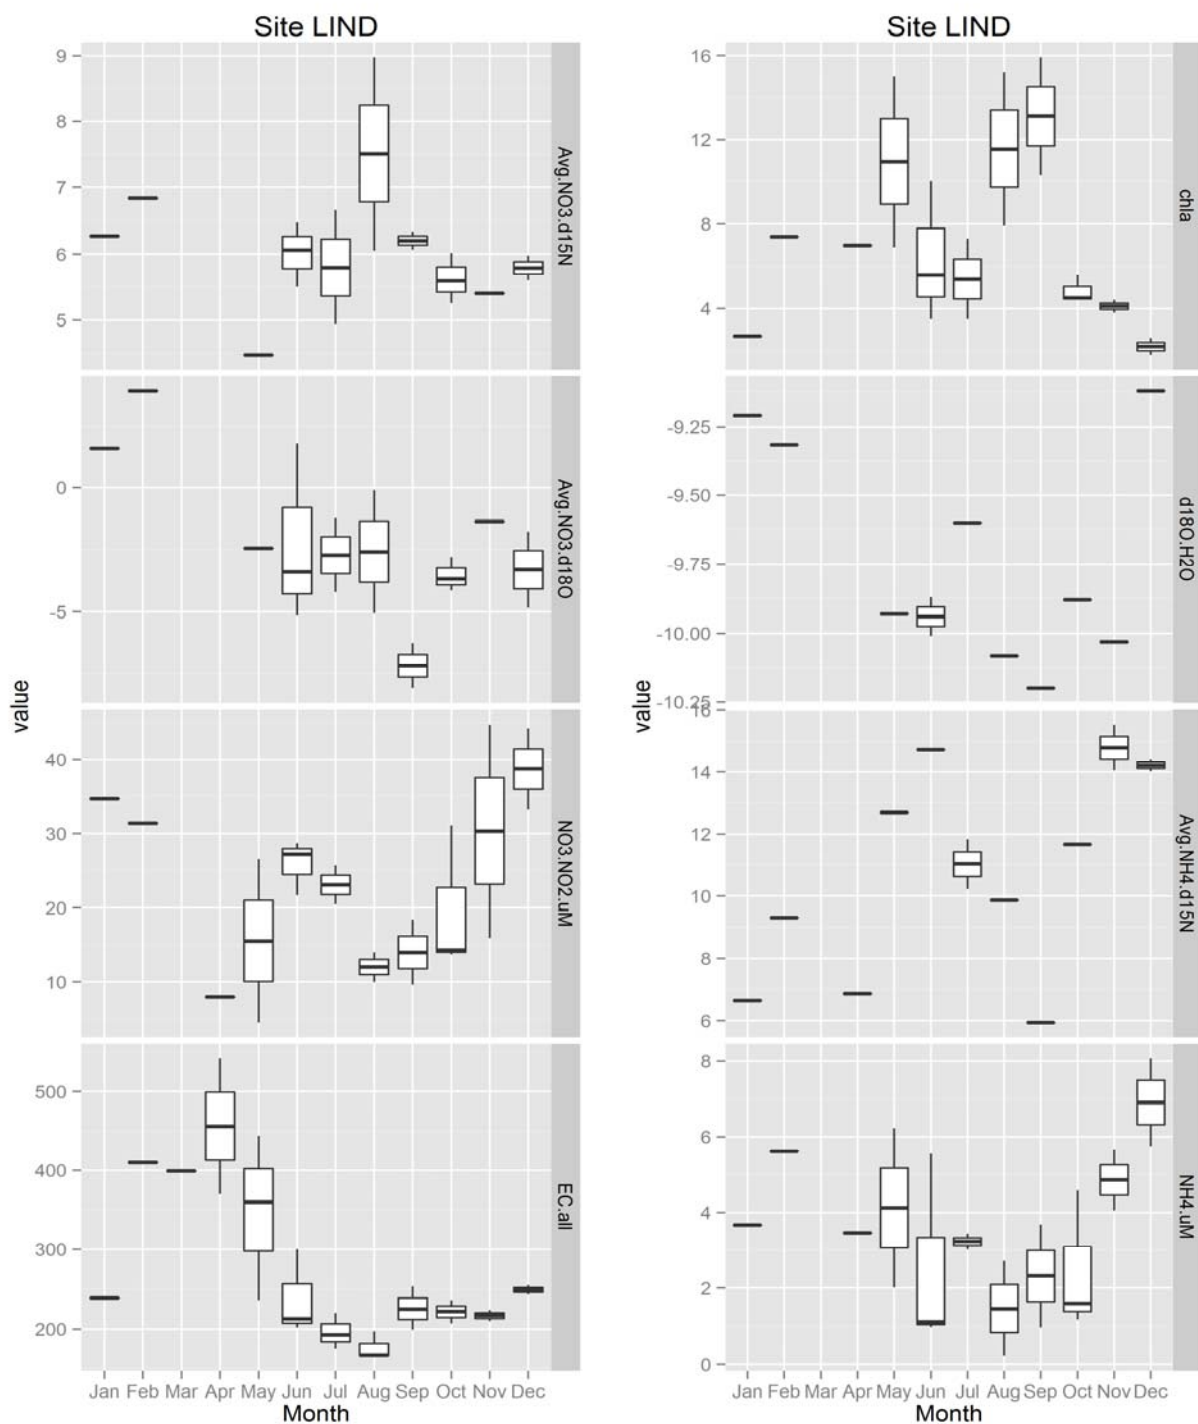 Site LIND
9
8
7
6
5
Avg.NO3.d15N
0
-5
Avg.NO3.d18O
value
40
30
20
10
NO3.NO2.uM
500
400
300
200
EC.all
Jan Feb Mar Apr May Jun Jul Aug Sep Oct Nov Dec
Month
Site LIND
16
12
8
4
chla
-9.25
-9.50
-9.75
-10.00
-10.25
d18O.H2O
value
16
14
12
10
8
6
Avg.NH4.d15N
8
6
4
2
0
NH4.uM
Jan Feb Mar Apr May Jun Jul Aug Sep Oct Nov Dec
Month